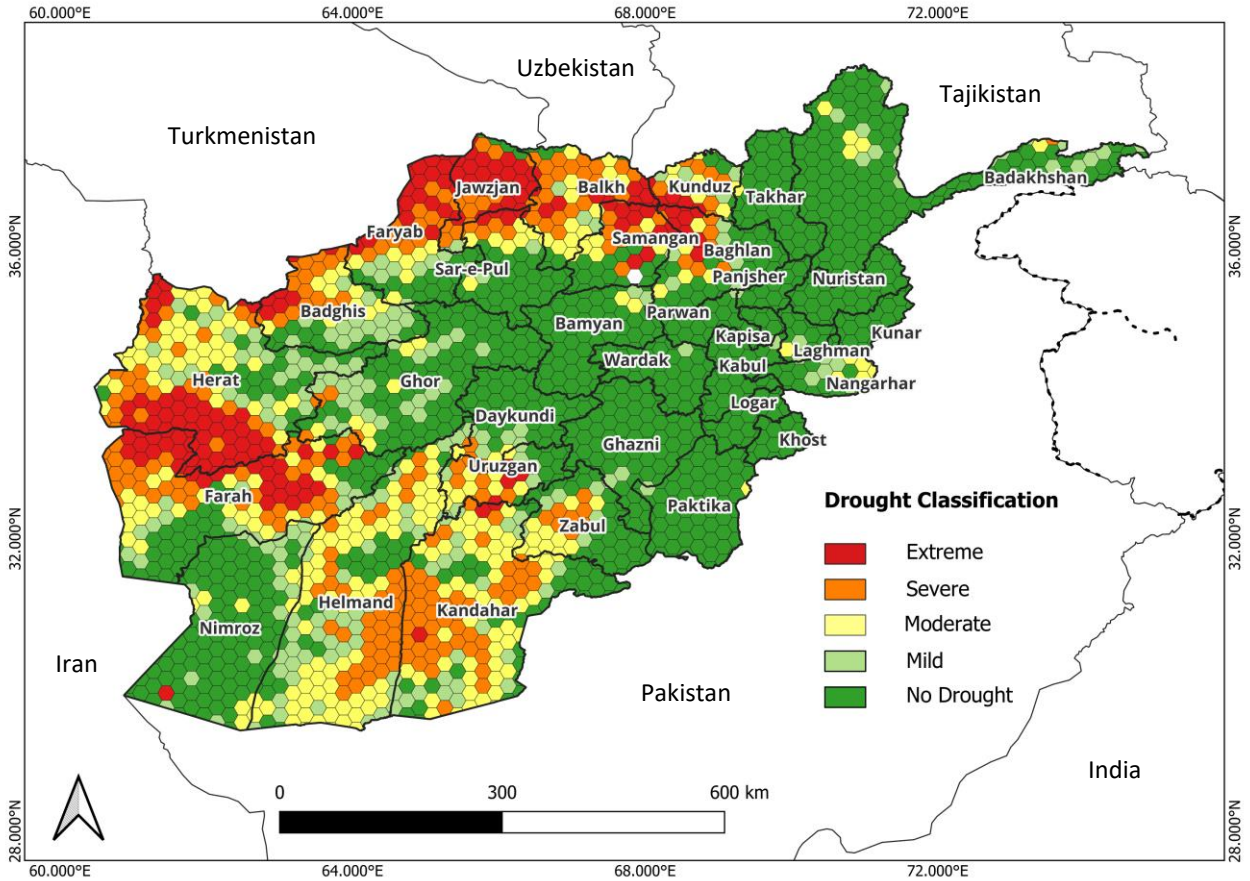 60.000°E 64.000°E 68.000°E 72.000°E
Uzbekistan
Tajikistan
Turkmenistan
Jawzjan
Balkh
Kunduz
Takhar
Badakhshan
Faryab
Samangan
Baghlan
36.000°N
36.000°N
Sar-e-Pul
Panjsher
Nuristan
Badghis
Bamyan
Parwan
Kapisa
Kunar
Laghman
Herat
Ghor
Wardak
Kabul
Nangarhar
Logar
Daykundi
Ghazni
Khost
Uruzgan
Farah
Zabul
Paktika
Drought Classification
32.000°N
32.000°N
Extreme
Severe
Helmand
Kandahar
Moderate
Nimroz
Mild
Iran
Pakistan
No Drought
India
0 300 600 km
28.000°N
28.000°N
60.000°E 64.000°E 68.000°E 72.000°E